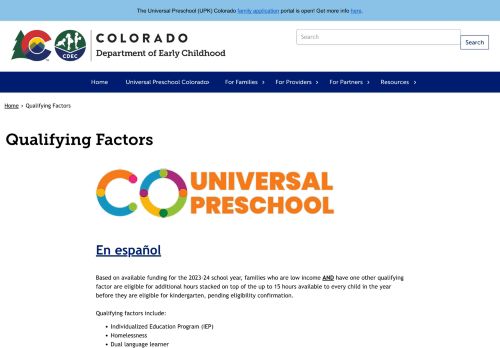 The Universal Preschool (UPK) Colorado family application portal is open! Get more info here.
COLORADO
Department of Early Childhood
CDEC
Search
Search
Home Universal Preschool Colorado For Families For Providers For Partners Resources
Home › Qualifying Factors
Qualifying Factors
CO UNIVERSAL PRESCHOOL
En español
Based on available funding for the 2023-24 school year, families who are low income AND have one other qualifying
factor are eligible for additional hours stacked on top of the up to 15 hours available to every child in the year
before they are eligible for kindergarten, pending eligibility confirmation.
Qualifying factors include:
• Individualized Education Program (IEP)
• Homelessness
• Dual language learner